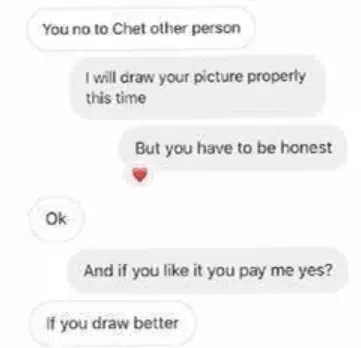 You no to Chet other person
I will draw your picture properly
this time
But you have to be honest
Ok
And if you like it you pay me yes?
If you draw better